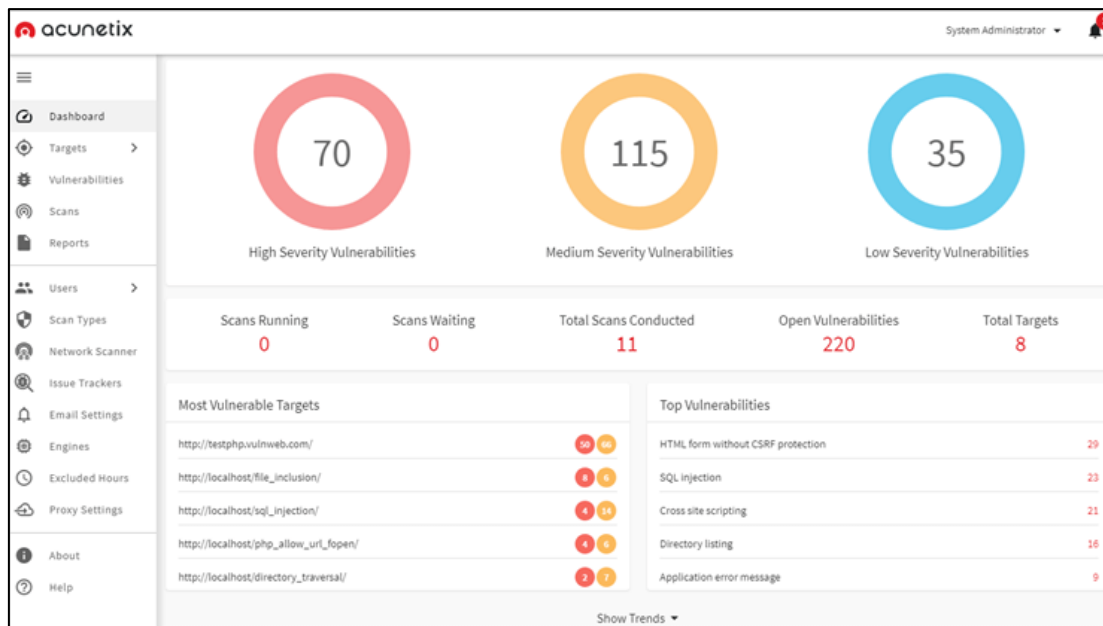 acunetix
System Administrator
Dashboard
Targets
Vulnerabilities
Scans
Reports
Users
Scan Types
Network Scanner
Issue Trackers
Email Settings
Engines
Excluded Hours
Proxy Settings
About
Help
70 115 35
High Severity Vulnerabilities Medium Severity Vulnerabilities Low Severity Vulnerabilities
Scans Running Scans Waiting Total Scans Conducted Open Vulnerabilities Total Targets
0 0 11 220 8
Most Vulnerable Targets
http://testphp.vulnweb.com/ 50 66
http://localhost/file_inclusion/ 8 6
http://localhost/sql_injection/ 4 14
http://localhost/php_allow_url_fopen/ 4 6
http://localhost/directory_traversal/ 2 7
Top Vulnerabilities
HTML form without CSRF protection 29
SQL injection 23
Cross site scripting 21
Directory listing 16
Application error message 9
Show Trends